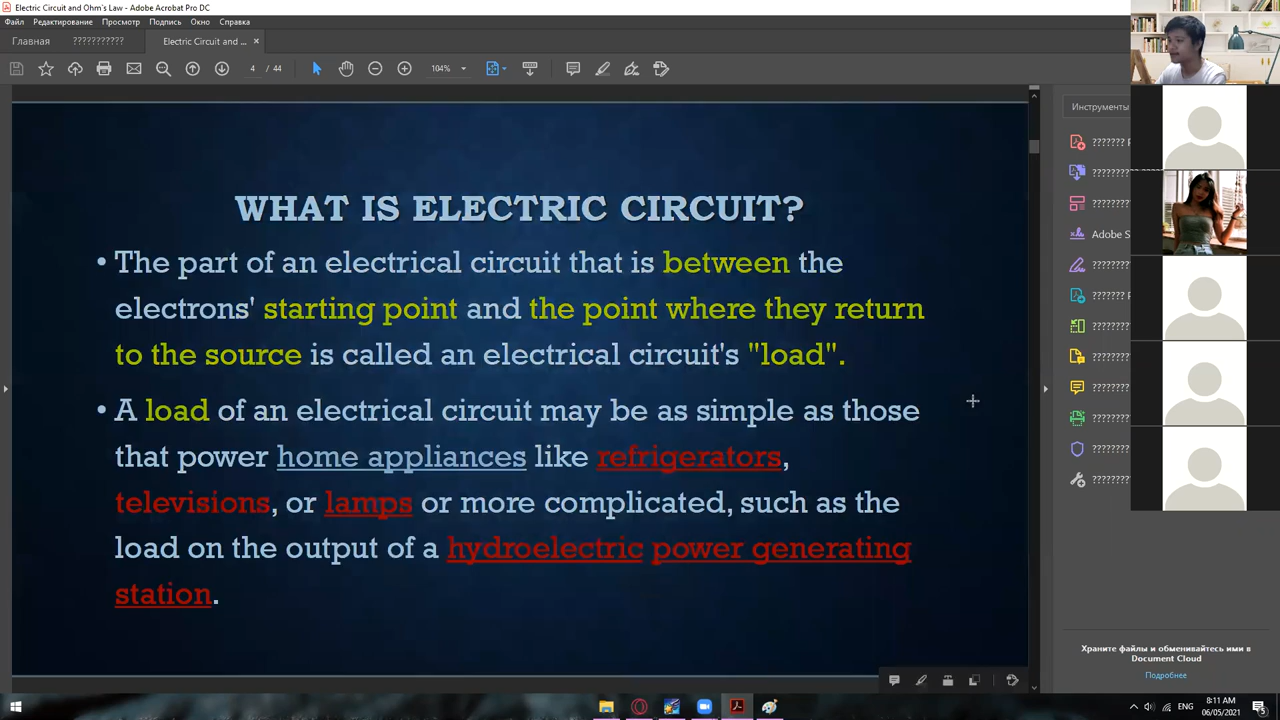 Electric Circuit and Ohm`s Law - Adobe Acrobat Pro DC
Файл Редактирование Просмотр Подпись Окно Справка
Главная ??????????? Electric Circuit and ... ×
4 / 44 104%
Инструменты
WHAT IS ELECTRIC CIRCUIT?
• The part of an electrical circuit that is between the
electrons' starting point and the point where they return
to the source is called an electrical circuit's "load".
• A load of an electrical circuit may be as simple as those
that power home appliances like refrigerators,
televisions, or lamps or more complicated, such as the
load on the output of a hydroelectric power generating
station.
??????? P
????????
????????
Adobe S
????????
??????? P
????????
????????
????????
????????
????????
????????
Храните файлы и обменивайтесь ими в
Document Cloud
Подробнее
ENG
8:11 AM
06/05/2021
5